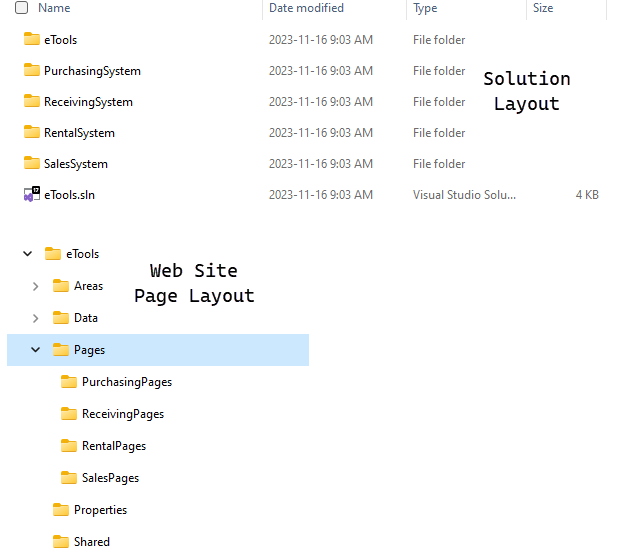 Name Date modified Type Size
eTools 2023-11-16 9:03 AM File folder
PurchasingSystem 2023-11-16 9:03 AM File folder
ReceivingSystem 2023-11-16 9:03 AM File folder
RentalSystem 2023-11-16 9:03 AM File folder
SalesSystem 2023-11-16 9:03 AM File folder
eTools.sln 2023-11-16 9:03 AM Visual Studio Solu... 4 KB
Solution
Layout
eTools
Web Site
Page Layout
Areas
Data
Pages
PurchasingPages
ReceivingPages
RentalPages
SalesPages
Properties
Shared